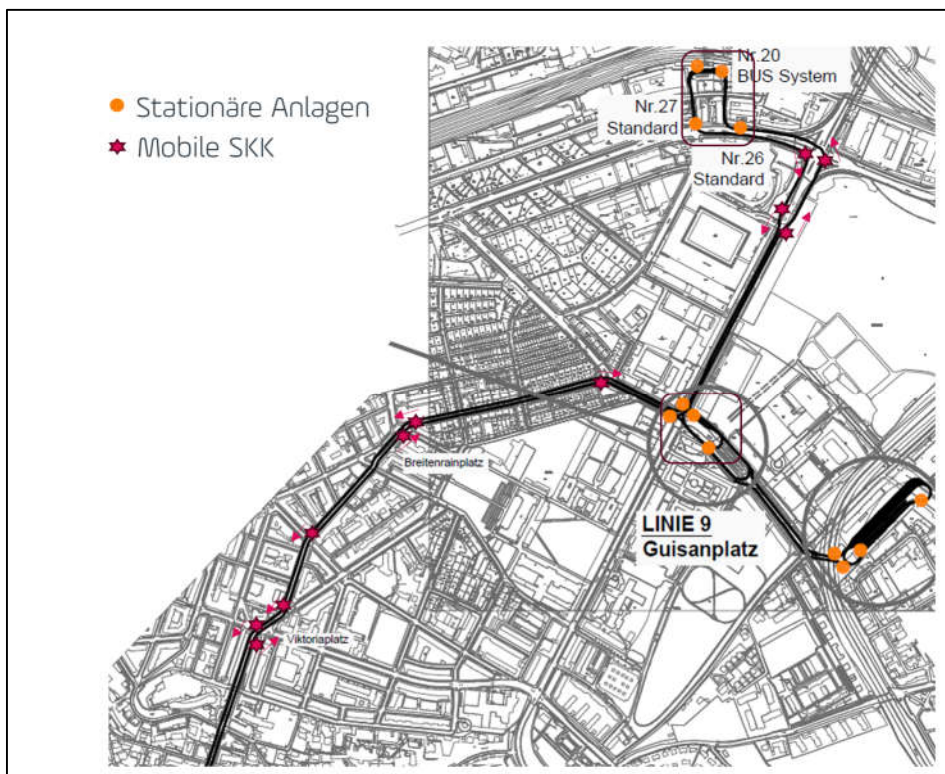 Stationäre Anlagen
Mobile SKK
Nr.20
BUS System
Nr.27
Standard
Nr.26
Standard
Breitenrainplatz
LINIE 9
Guisanplatz
Viktoriaplatz